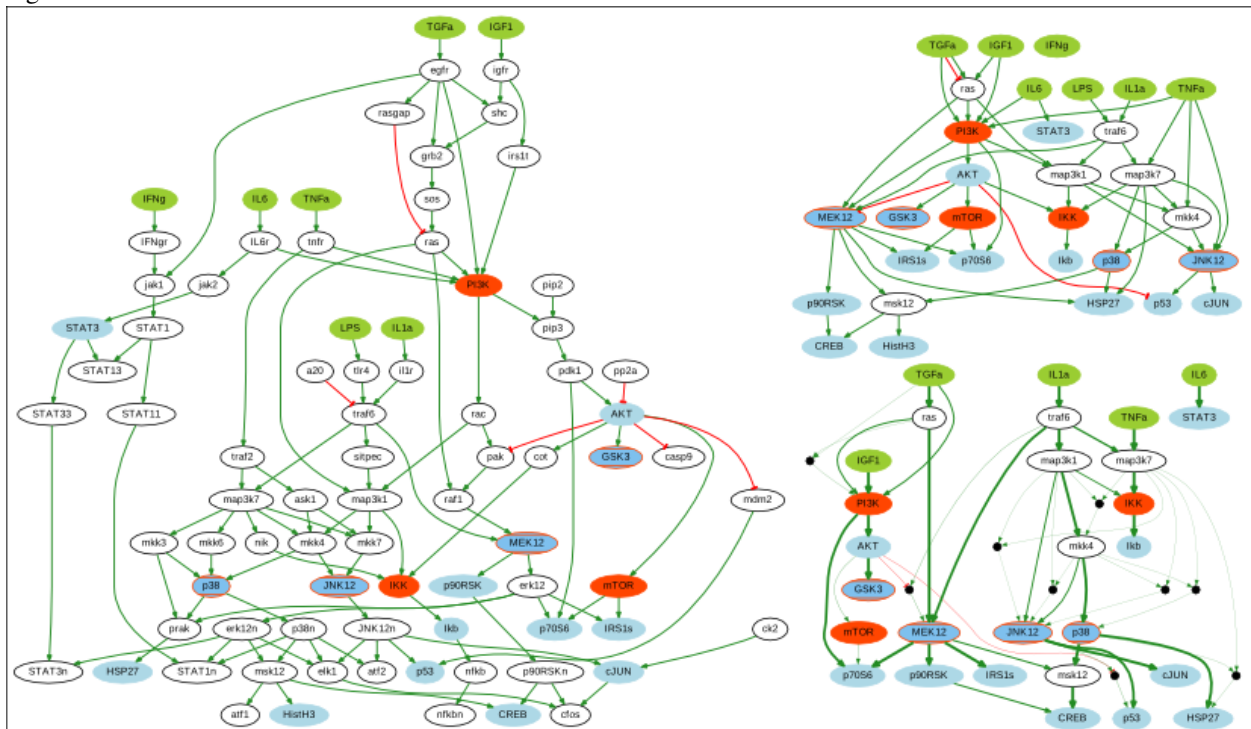 TGFa IGF1
egfr igfr
rasgap shc
grb2 irs1t
IFNg IL6 TNFa sos
IFNgr IL6r tnfr ras
jak1 jak2 PI3K pip2
STAT3 STAT1 LPS IL1a pip3
STAT13 a20 tlr4 il1r pdk1 pp2a
STAT33 STAT11 traf6 rac AKT
traf2 sitpec pak cot GSK3 casp9
map3k7 ask1 map3k1 raf1 mdm2
mkk3 mkk6 nik mkk4 mkk7 MEK12
p38 JNK12 IKK p90RSK erk12 mTOR
prak erk12n p38n JNK12n Ikb p70S6 IRS1s ck2
STAT3n HSP27 STAT1n msk12 elk1 atf2 p53 nfkb p90RSKn cJUN
atf1 HistH3 nfkbn CREB cfos
TGFa IGF1 IFNg
ras IL6 LPS IL1a TNFa
PI3K STAT3 traf6
AKT map3k1 map3k7
MEK12 GSK3 mTOR IKK mkk4
IRS1s p70S6 Ikb p38 JNK12
p90RSK msk12 HSP27 p53 cJUN
CREB HistH3
TGFa IL1a IL6
ras traf6 TNFa STAT3
IGF1 map3k1 map3k7
PI3K IKK
AKT mkk4 Ikb
GSK3
mTOR MEK12 JNK12 p38
p70S6 p90RSK IRS1s msk12 cJUN
CREB p53 HSP27